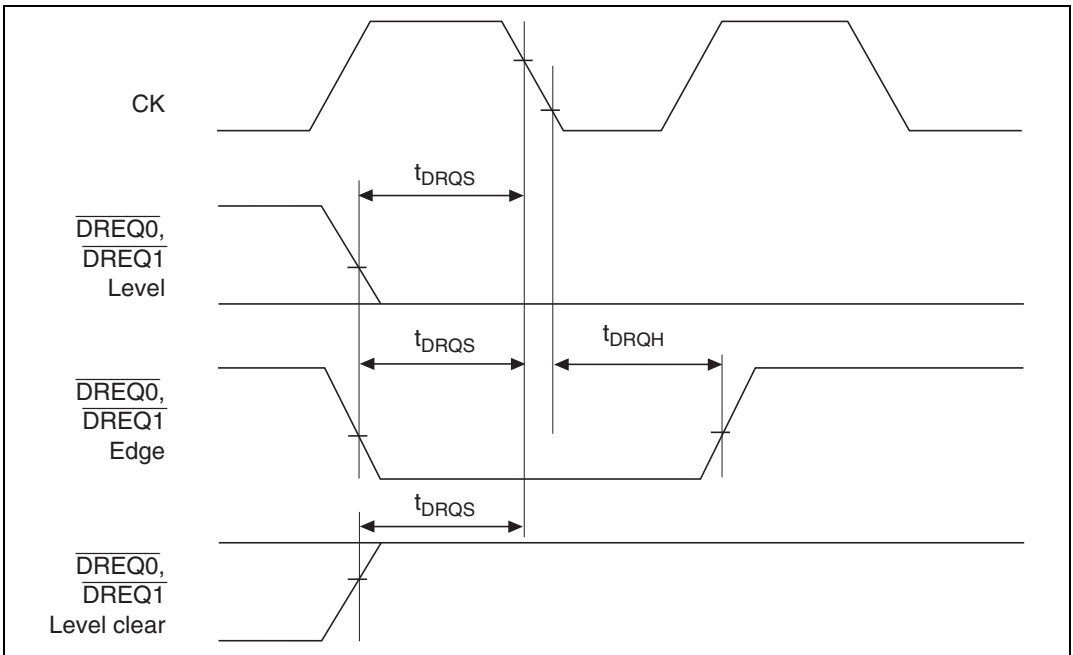 CK
tDRQS
DREQ0,
DREQ1
Level
tDRQS
tDRQH
DREQ0,
DREQ1
Edge
tDRQS
DREQ0,
DREQ1
Level clear